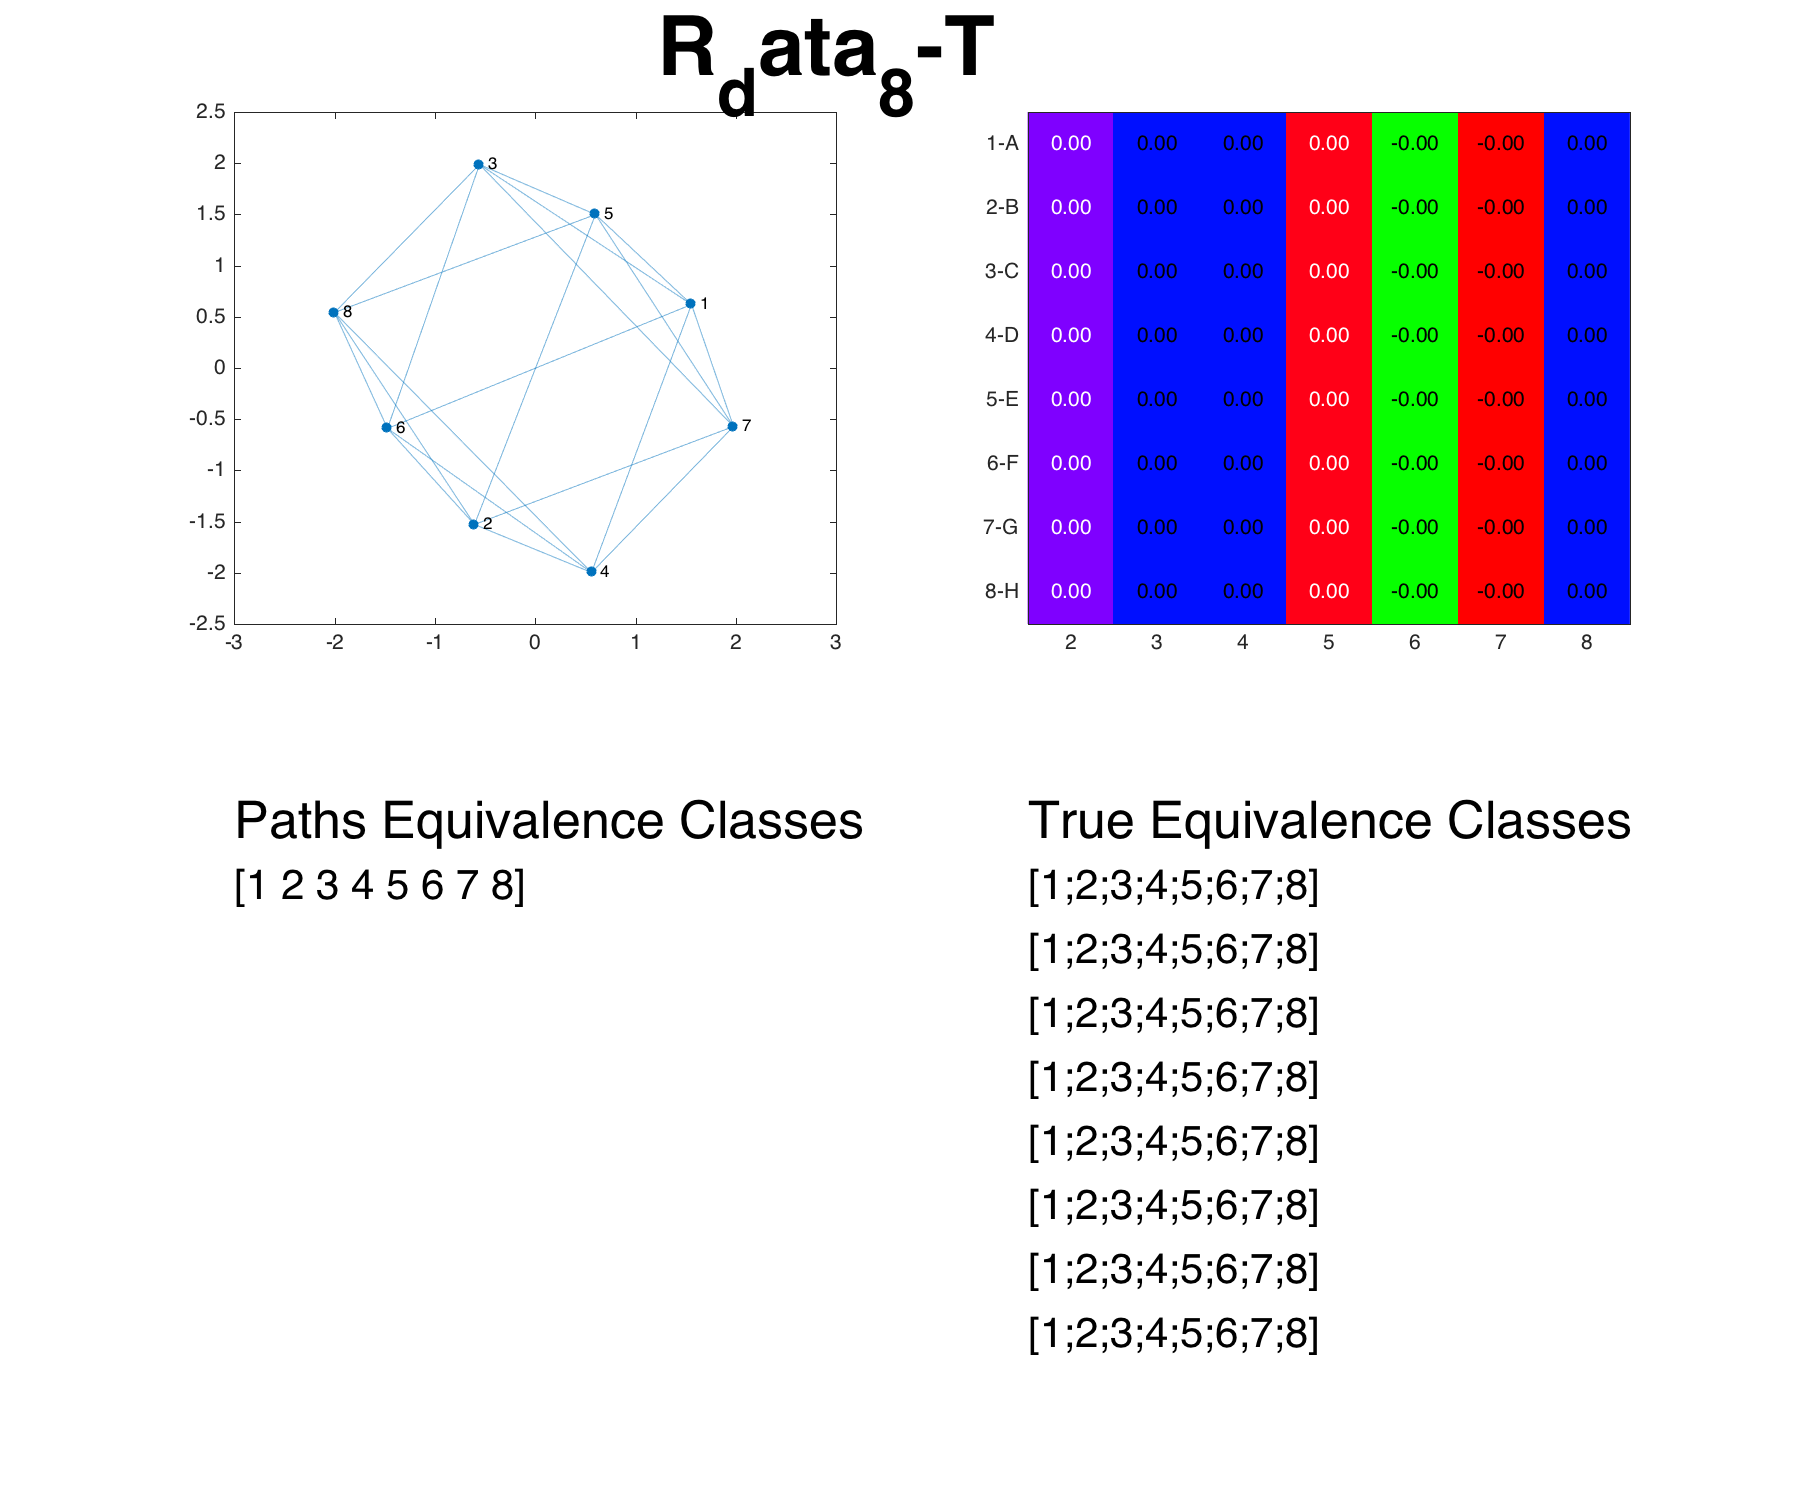 R_data_8-T
2.5
2
1.5
1
0.5
0
-0.5
-1
-1.5
-2
-2.5
-3 -2 -1 0 1 2 3
3
5
1
8
7
6
2
4
1-A 0.00 0.00 0.00 0.00 -0.00 -0.00 0.00
2-B 0.00 0.00 0.00 0.00 -0.00 -0.00 0.00
3-C 0.00 0.00 0.00 0.00 -0.00 -0.00 0.00
4-D 0.00 0.00 0.00 0.00 -0.00 -0.00 0.00
5-E 0.00 0.00 0.00 0.00 -0.00 -0.00 0.00
6-F 0.00 0.00 0.00 0.00 -0.00 -0.00 0.00
7-G 0.00 0.00 0.00 0.00 -0.00 -0.00 0.00
8-H 0.00 0.00 0.00 0.00 -0.00 -0.00 0.00
2 3 4 5 6 7 8
Paths Equivalence Classes
[1 2 3 4 5 6 7 8]
True Equivalence Classes
[1;2;3;4;5;6;7;8]
[1;2;3;4;5;6;7;8]
[1;2;3;4;5;6;7;8]
[1;2;3;4;5;6;7;8]
[1;2;3;4;5;6;7;8]
[1;2;3;4;5;6;7;8]
[1;2;3;4;5;6;7;8]
[1;2;3;4;5;6;7;8]